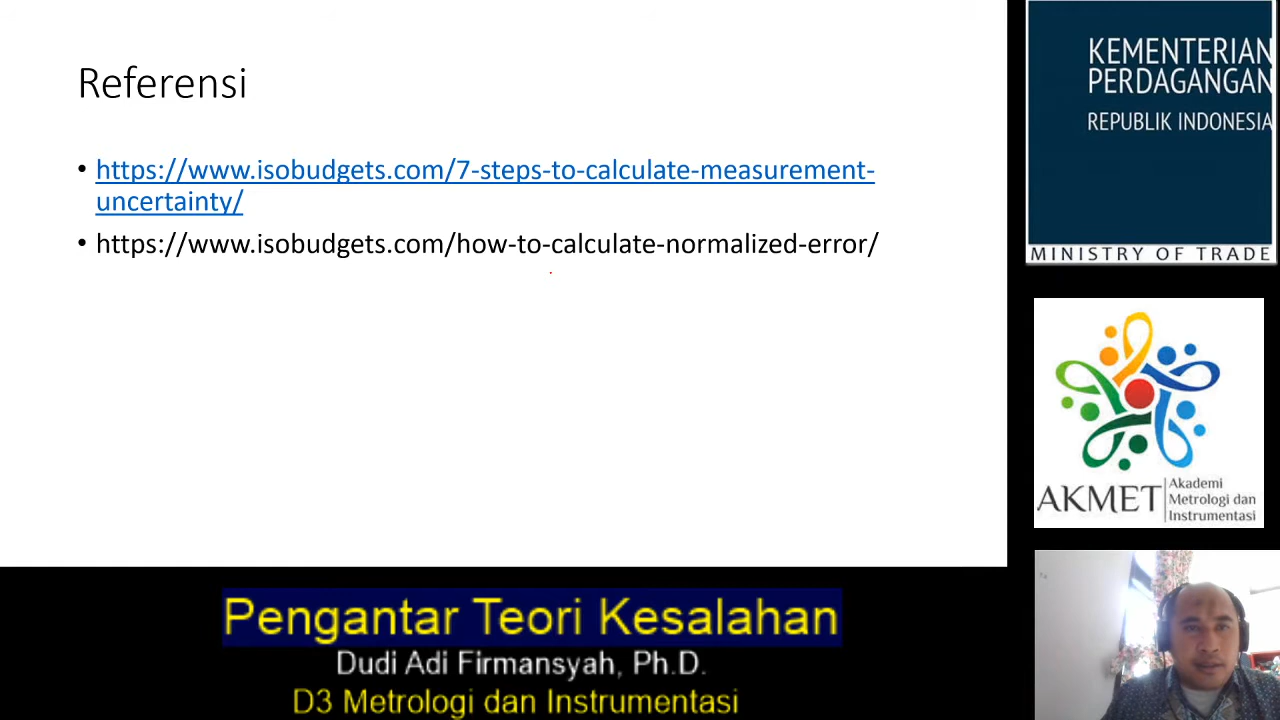 Referensi
• https://www.isobudgets.com/7-steps-to-calculate-measurement-
uncertainty/
• https://www.isobudgets.com/how-to-calculate-normalized-error/
KEMENTERIAN
PERDAGANGAN
REPUBLIK INDONESIA
MINISTRY OF TRADE
AKMET
Akademi
Metrologi dan
Instrumentasi
Pengantar Teori Kesalahan
Dudi Adi Firmansyah, Ph.D.
D3 Metrologi dan Instrumentasi